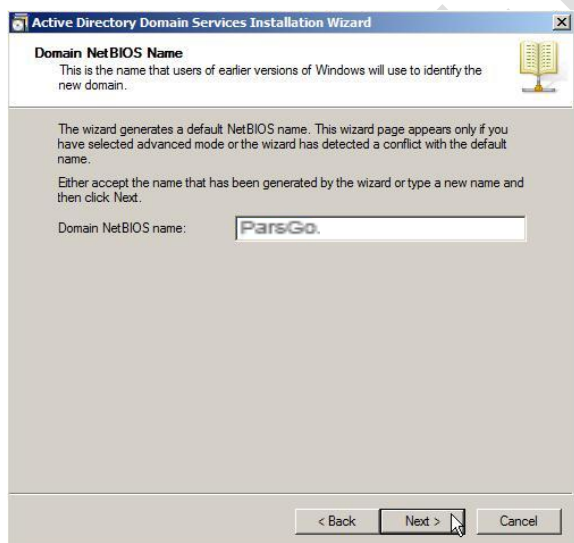 Active Directory Domain Services Installation Wizard
Domain NetBIOS Name
This is the name that users of earlier versions of Windows will use to identify the
new domain.
The wizard generates a default NetBIOS name. This wizard page appears only if you
have selected advanced mode or the wizard has detected a conflict with the default
name.
Either accept the name that has been generated by the wizard or type a new name and
then click Next.
Domain NetBIOS name: ParsGo.
< Back Next > Cancel